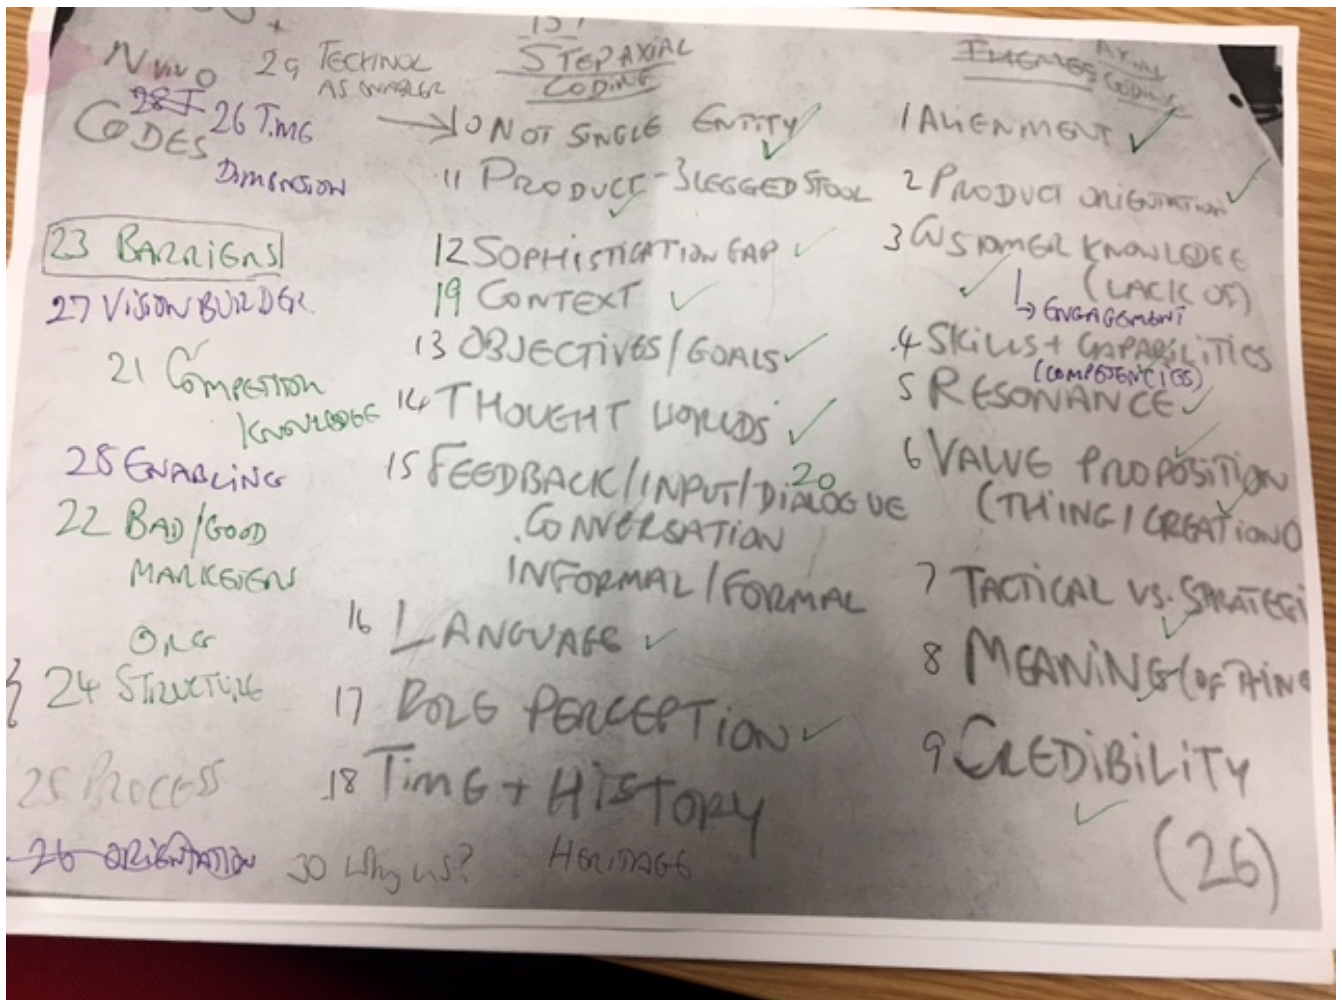 NVivo
CODES
29 TECHNOL
AS ENABLER
28 T
26 TIME
DIMENSION
23 BARRIERS
27 VISION BUILDER
21 COMPETITION
KNOWLEDGE
28 ENABLING
22 BAD/GOOD
MARKETERS
ORG
24 STRUCTURE
25 PROCESS
26 ORIENTATION
30 Why us?
1ST
STEP AXIAL
CODING
10 NOT SINGLE ENTITY
11 PRODUCT - 3 LEGGED STOOL
12 SOPHISTICATION GAP
19 CONTEXT
13 OBJECTIVES/GOALS
14 THOUGHT WORLDS
15 FEEDBACK/INPUT/DIALOGUE
20
CONVERSATION
INFORMAL/FORMAL
16 LANGUAGE
17 ROLE PERCEPTION
18 TIME + HISTORY
HERITAGE
THEMES AXIAL
CODING
1 ALIENMENT
2 PRODUCT ORIENTATION
3 CUSTOMER KNOWLEDGE
(LACK OF)
→ ENGAGEMENT
4 SKILLS + CAPABILITIES
(COMPETENCIES)
5 RESONANCE
6 VALUE PROPOSITION
(THING/CREATION)
7 TACTICAL VS. STRATEGI
8 MEANING (OF THING
9 CREDIBILITY
(26)